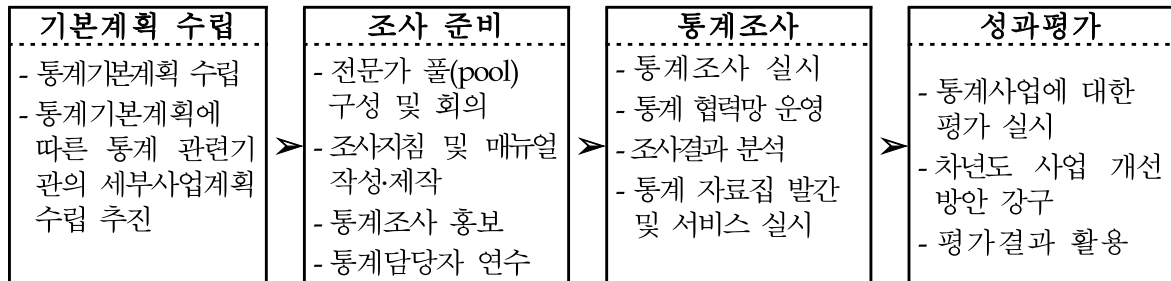 기본계획 수립
- 통계기본계획 수립
- 통계기본계획에
따른 통계 관련기
관의 세부사업계획
수립 추진
➢
조사 준비
- 전문가 풀(pool)
구성 및 회의
- 조사지침 및 매뉴얼
작성·제작
- 통계조사 홍보
- 통계담당자 연수
➢
통계조사
- 통계조사 실시
- 통계 협력망 운영
- 조사결과 분석
- 통계 자료집 발간
및 서비스 실시
➢
성과평가
- 통계사업에 대한
평가 실시
- 차년도 사업 개선
방안 강구
- 평가결과 활용